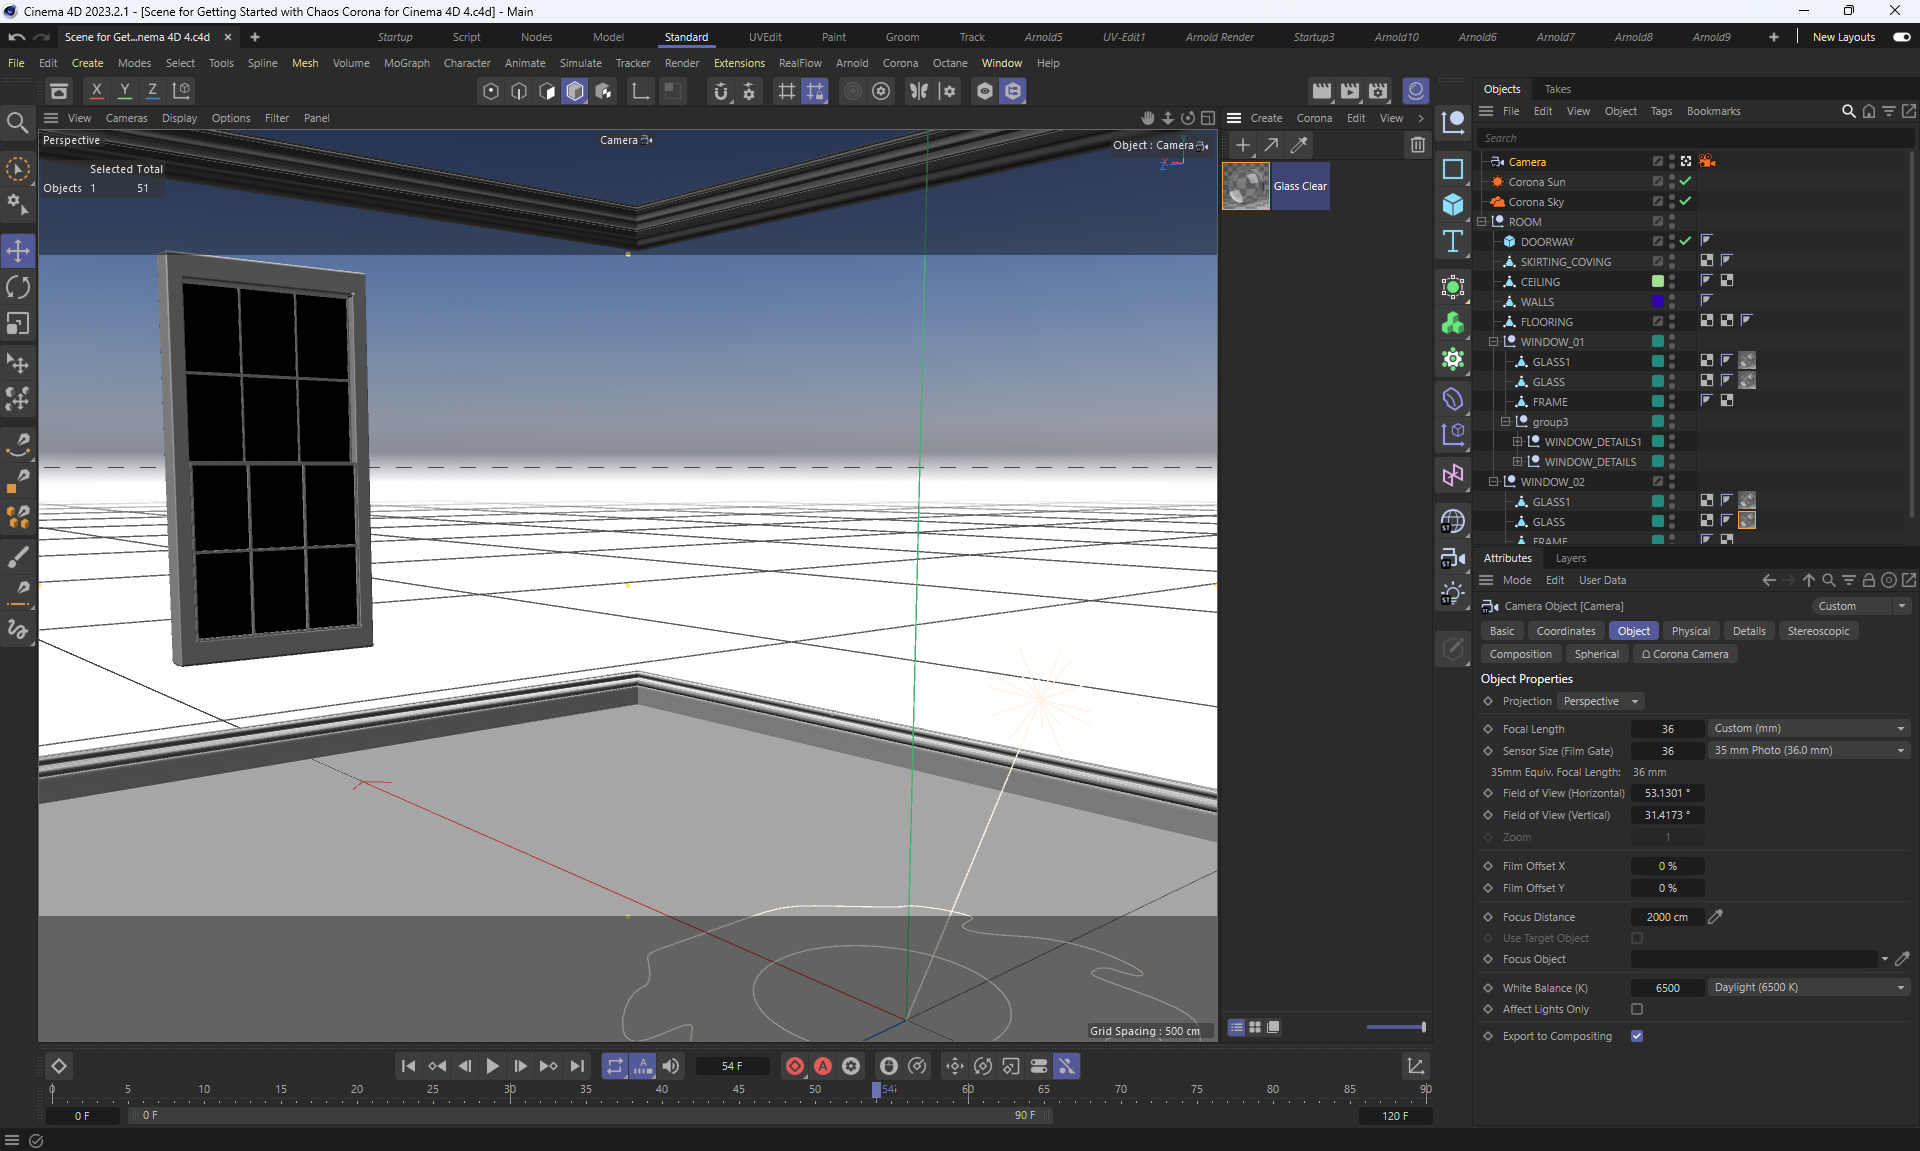 Cinema 4D 2023.2.1 - [Scene for Getting Started with Chaos Corona for Cinema 4D 4.c4d] - Main
Scene for Get...nema 4D 4.c4d Startup Script Nodes Model Standard UVEdit Paint Groom Track Arnold5 UV-Edit1 Arnold Render Startup3 Arnold10 Arnold6 Arnold7 Arnold8 Arnold9 New Layouts
File Edit Create Modes Select Tools Spline Mesh Volume MoGraph Character Animate Simulate Tracker Render Extensions RealFlow Arnold Corona Octane Window Help
X Y Z
View Cameras Display Options Filter Panel
Perspective
Camera
Object : Camera
Selected Total
Objects 1 51
Grid Spacing : 500 cm
Create Corona Edit View
Glass Clear
Objects Takes
File Edit View Object Tags Bookmarks
Search
Camera
Corona Sun
Corona Sky
ROOM
DOORWAY
SKIRTING_COVING
CEILING
WALLS
FLOORING
WINDOW_01
GLASS1
GLASS
FRAME
group3
WINDOW_DETAILS1
WINDOW_DETAILS
WINDOW_02
GLASS1
GLASS
FRAME
Attributes Layers
Mode Edit User Data
Camera Object [Camera] Custom
Basic Coordinates Object Physical Details Stereoscopic
Composition Spherical Corona Camera
Object Properties
Projection Perspective
Focal Length 36 Custom (mm)
Sensor Size (Film Gate) 36 35 mm Photo (36.0 mm)
35mm Equiv. Focal Length: 36 mm
Field of View (Horizontal) 53.1301 °
Field of View (Vertical) 31.4173 °
Zoom 1
Film Offset X 0 %
Film Offset Y 0 %
Focus Distance 2000 cm
Use Target Object
Focus Object
White Balance (K) 6500 Daylight (6500 K)
Affect Lights Only
Export to Compositing
54 F
0 5 10 15 20 25 30 35 40 45 50 54 60 65 70 75 80 85 90
0 F 0 F 90 F 120 F